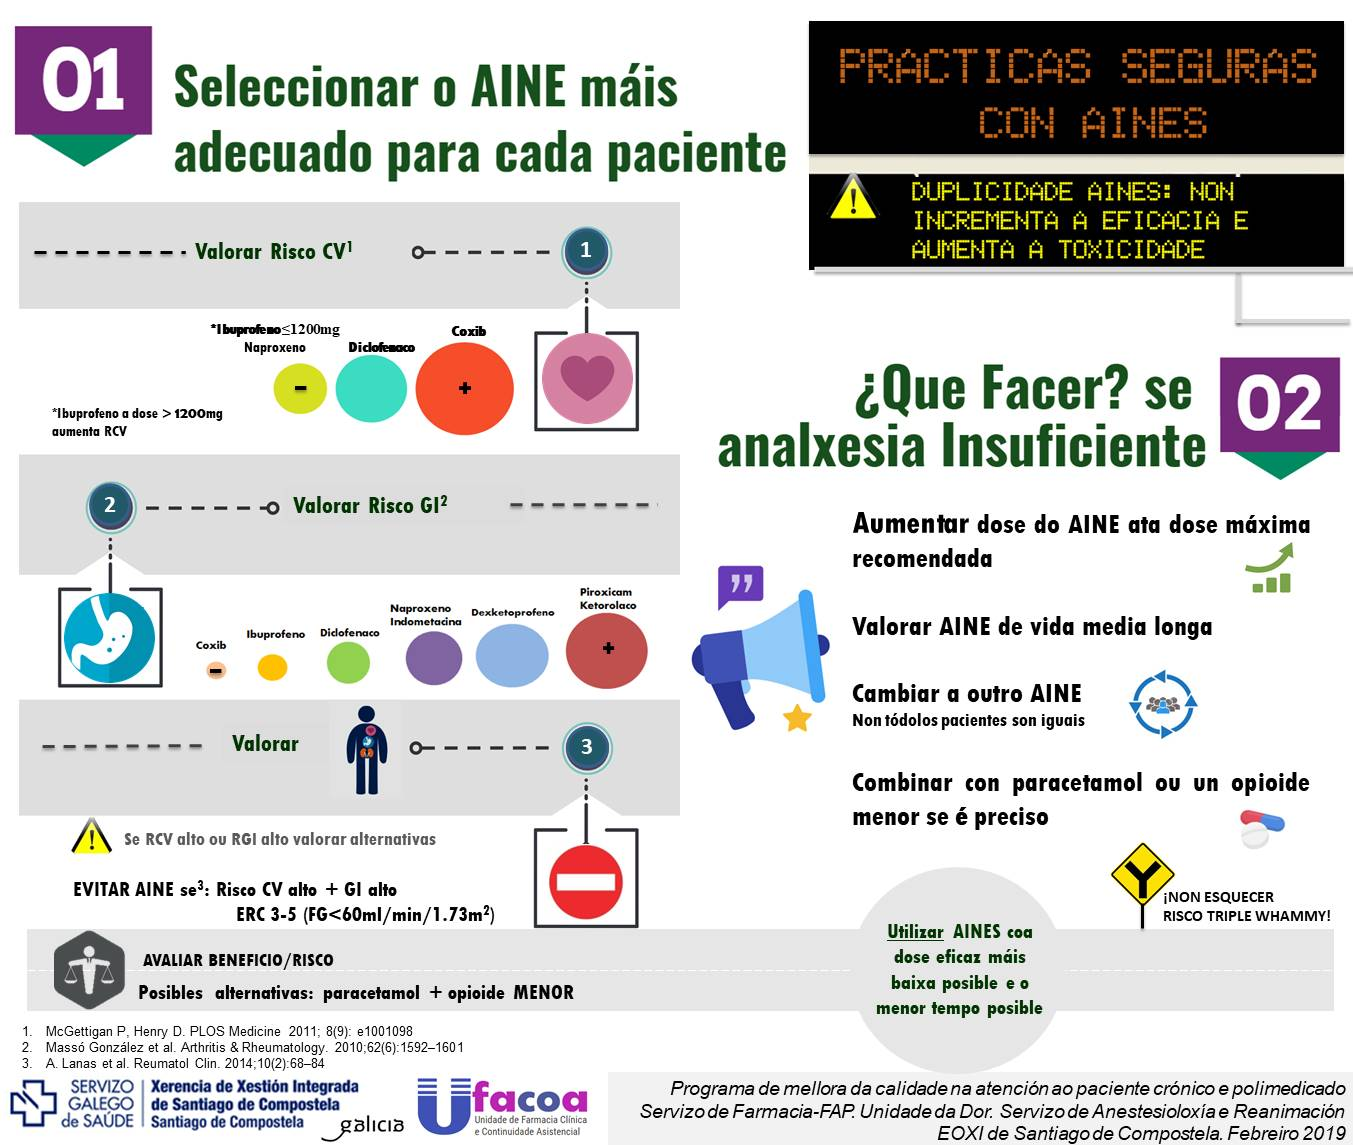 01
Seleccionar o AINE máis
adecuado para cada paciente
PRACTICAS SEGURAS
CON AINES
DUPLICIDADE AINES: NON
INCREMENTA A EFICACIA E
AUMENTA A TOXICIDADE
Valorar Risco CV1
1
*Ibuprofeno≤1200mg
Naproxeno
Diclofenaco
Coxib
-
+
*Ibuprofeno a dose > 1200mg
aumenta RCV
2
Valorar Risco GI2
Coxib
Ibuprofeno
Diclofenaco
Naproxeno
Indometacina
Dexketoprofeno
Piroxicam
Ketorolaco
-
+
Valorar
3
Se RCV alto ou RGI alto valorar alternativas
EVITAR AINE se3: Risco CV alto + GI alto
ERC 3-5 (FG<60ml/min/1.73m2)
AVALIAR BENEFICIO/RISCO
Posibles alternativas: paracetamol + opioide MENOR
02
¿Que Facer? se
analxesia Insuficiente
Aumentar dose do AINE ata dose máxima
recomendada
Valorar AINE de vida media longa
Cambiar a outro AINE
Non tódolos pacientes son iguais
Combinar con paracetamol ou un opioide
menor se é preciso
¡NON ESQUECER
RISCO TRIPLE WHAMMY!
Utilizar AINES coa
dose eficaz máis
baixa posible e o
menor tempo posible
1. McGettigan P, Henry D. PLOS Medicine 2011; 8(9): e1001098
2. Massó González et al. Arthritis & Rheumatology. 2010;62(6):1592–1601
3. A. Lanas et al. Reumatol Clin. 2014;10(2):68–84
SERVIZO
GALEGO
de SAÚDE
Xerencia de Xestión Integrada
de Santiago de Compostela
Santiago de Compostela
galicia
Ufacoa
Unidade de Farmacia Clínica
e Continuidade Asistencial
Programa de mellora da calidade na atención ao paciente crónico e polimedicado
Servizo de Farmacia-FAP. Unidade da Dor. Servizo de Anestesioloxía e Reanimación
EOXI de Santiago de Compostela. Febreiro 2019